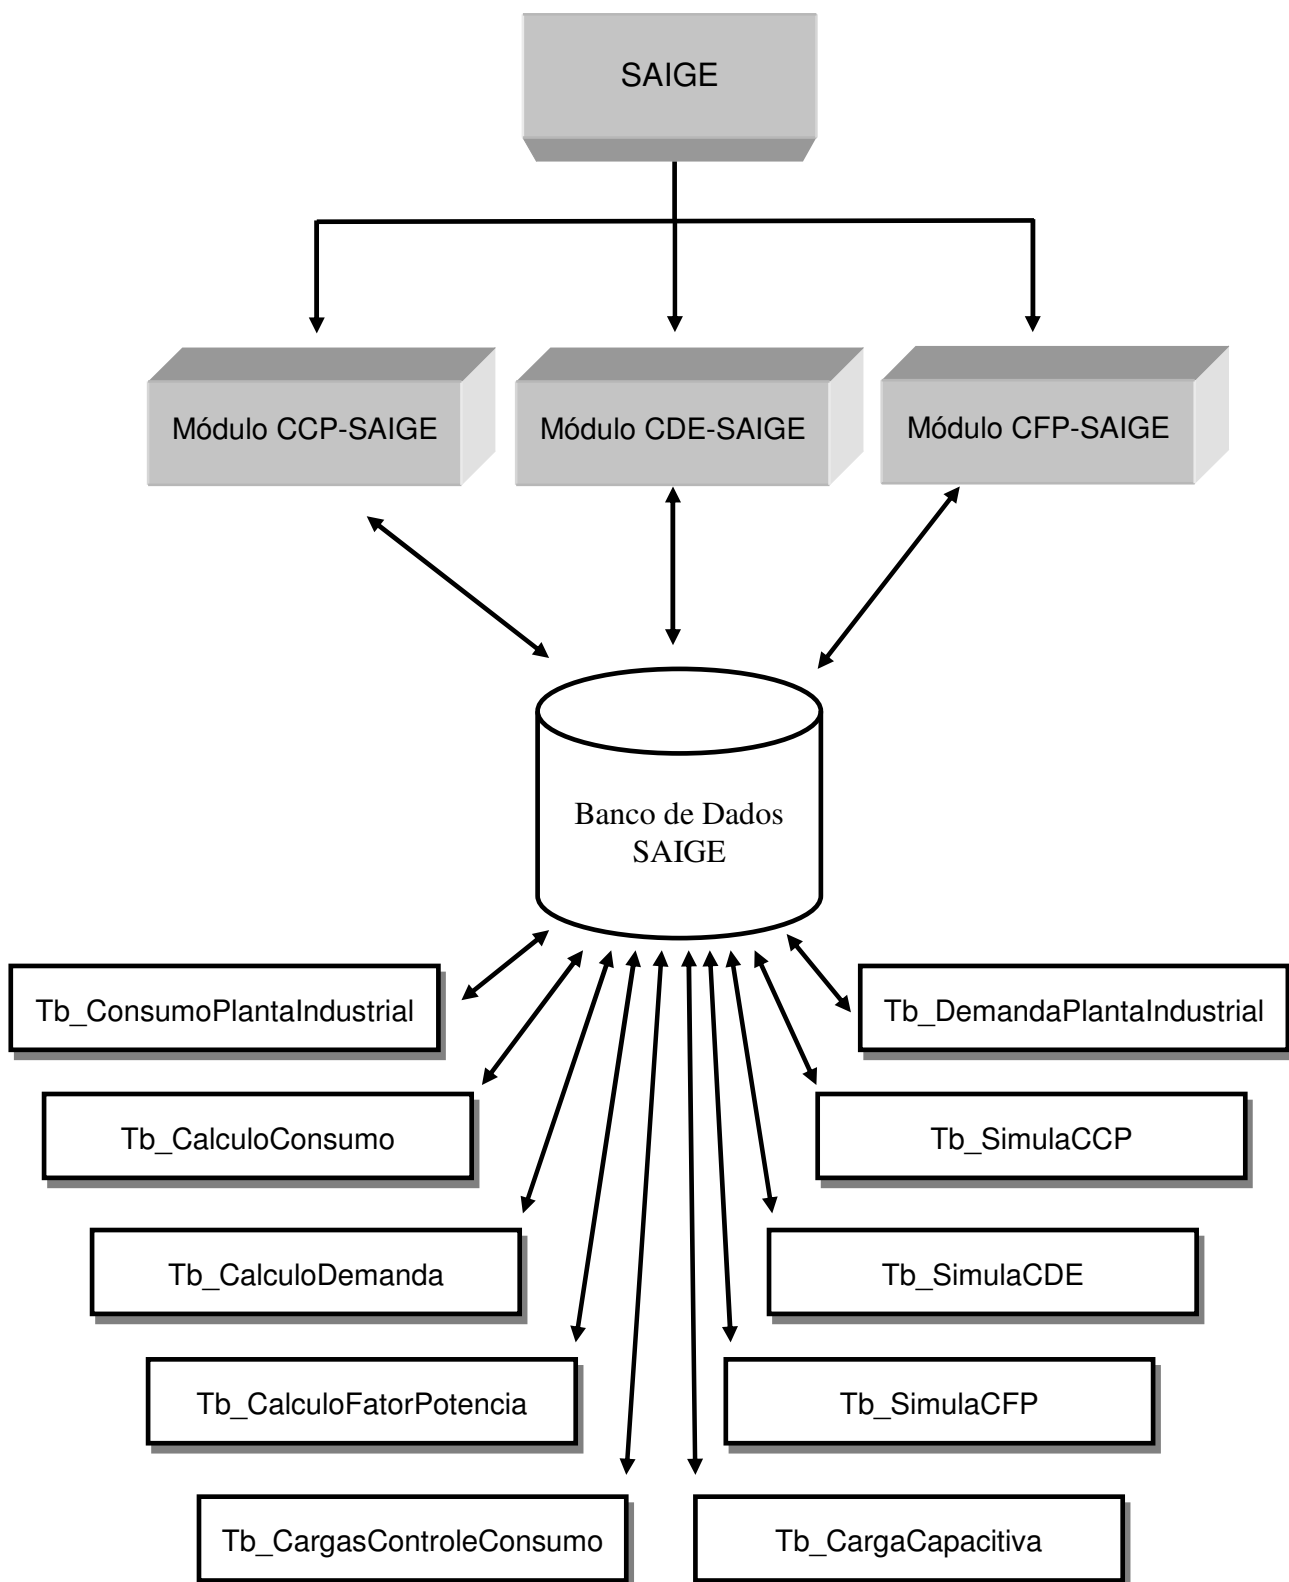 SAIGE
Módulo CCP-SAIGE
Módulo CDE-SAIGE
Módulo CFP-SAIGE
Banco de Dados
SAIGE
Tb_ConsumoPlantaIndustrial
Tb_DemandaPlantaIndustrial
Tb_CalculoConsumo
Tb_SimulaCCP
Tb_CalculoDemanda
Tb_SimulaCDE
Tb_CalculoFatorPotencia
Tb_SimulaCFP
Tb_CargasControleConsumo
Tb_CargaCapacitiva